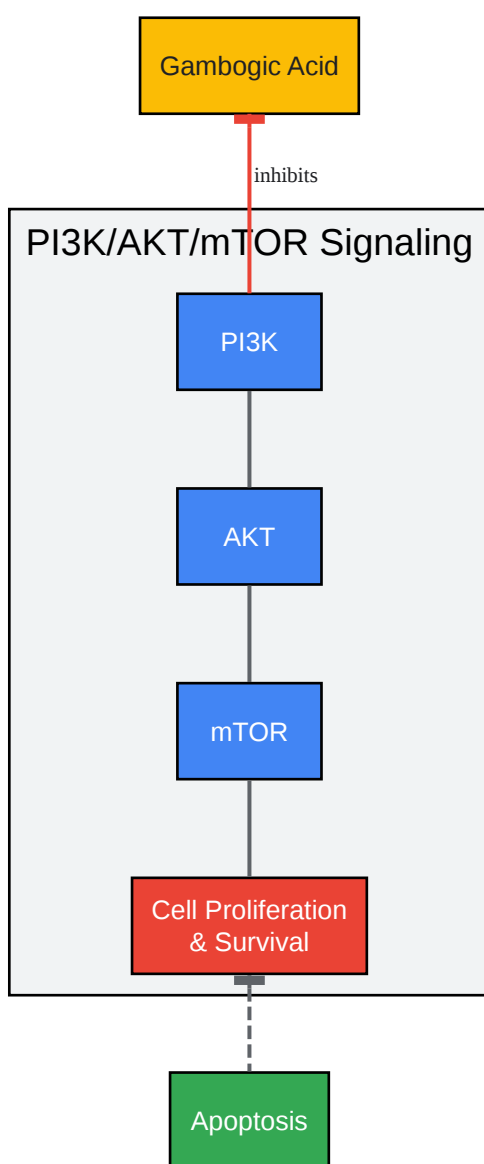 Gambogic Acid
inhibits
PI3K/AKT/mTOR Signaling
PI3K
AKT
mTOR
Cell Proliferation
& Survival
Apoptosis